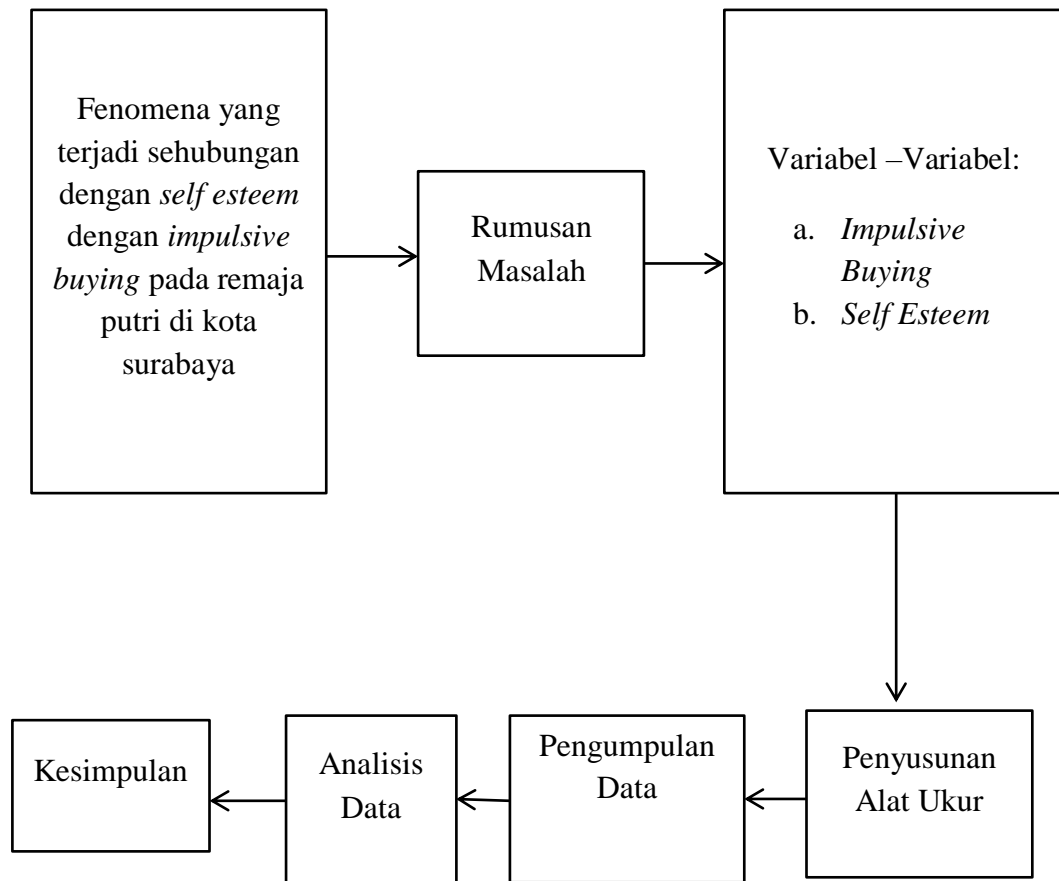 Fenomena yang
terjadi sehubungan
dengan self esteem
dengan impulsive
buying pada remaja
putri di kota
surabaya
Rumusan
Masalah
Variabel –Variabel:
a. Impulsive
Buying
b. Self Esteem
Penyusunan
Alat Ukur
Pengumpulan
Data
Analisis
Data
Kesimpulan